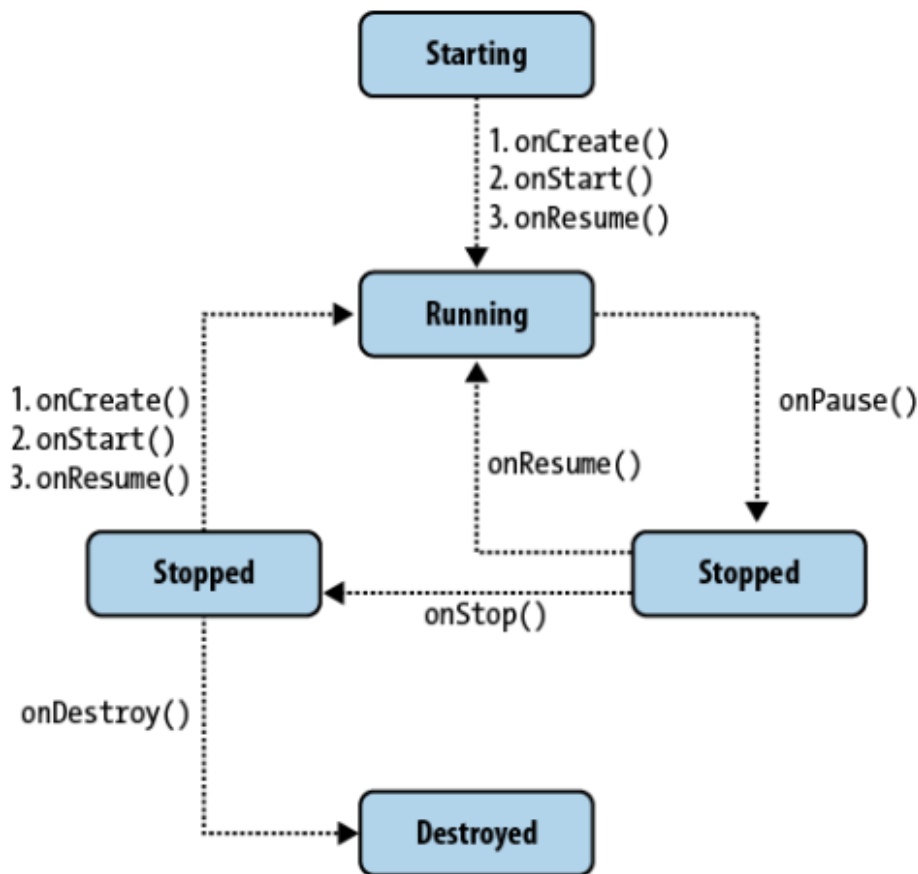 Starting
1. onCreate()
2. onStart()
3. onResume()
Running
1. onCreate()
2. onStart()
3. onResume()
onResume()
onPause()
Stopped
Stopped
onStop()
onDestroy()
Destroyed